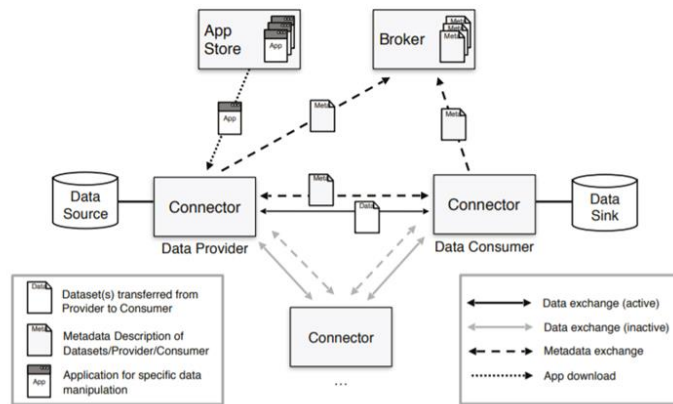 App
Store
App
Broker
Meta
App
Meta
Meta
Data
Source
Connector
Meta
Data
Connector
Data
Sink
Data Provider
Data Consumer
Data
Dataset(s) transferred from
Provider to Consumer
Meta
Metadata Description of
Datasets/Provider/Consumer
App
Application for specific data
manipulation
Connector
...
Data exchange (active)
Data exchange (inactive)
Metadata exchange
App download